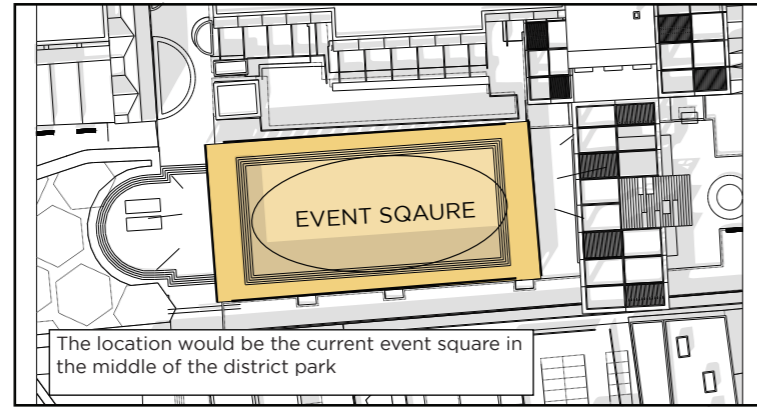 EVENT SQAURE
The location would be the current event square in
the middle of the district park